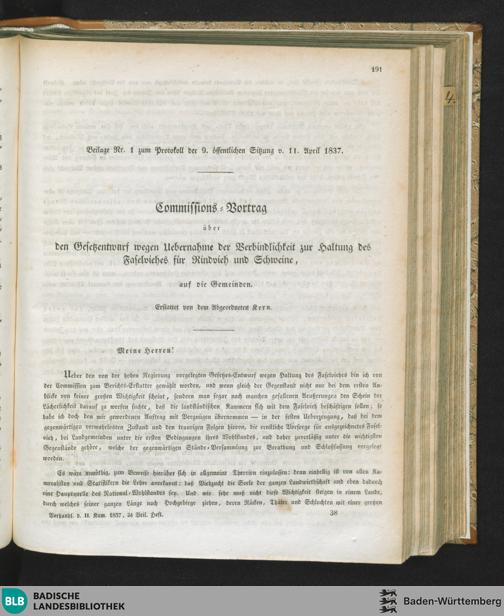 191
4.
Beilage Nr. 1 zum Protokoll der 9. öffentlichen Sitzung v. 11. April 1837.
Commissions-Vortrag
über
den Gesetzentwurf wegen Uebernahme der Verbindlichkeit zur Haltung des
Faselviehes für Rindvieh und Schweine,
auf die Gemeinden.
Erstattet von dem Abgeordneten Kern.
Meine Herren!
Ueber den von der hohen Regierung vorgelegten Gesetzes-Entwurf wegen Haltung des Faselviehes bin ich von
der Commission zum Berichts-Erstatter gewählt worden, und wenn gleich der Gegenstand nicht nur bei dem ersten An-
blicke von keiner großen Wichtigkeit scheint, sondern man sogar nach manchen gefallenen Aeußerungen den Schein der
Lächerlichkeit darauf zu werfen suchte, daß die landständischen Kammern sich mit dem Faselvieh beschäftigen sollen; so
habe ich doch den mir gewordenen Auftrag mit Vergnügen übernommen — in der festen Ueberzeugung, daß bei dem
gegenwärtigen verwahrlosten Zustand und den traurigen Folgen hievon, die ernstliche Vorsorge für ausgezeichnetes Fasel-
vieh, bei Landgemeinden unter die ersten Bedingungen ihres Wohlstandes, und daher zuverlässig unter die wichtigsten
Gegenstände gehöre, welche der gegenwärtigen Stände-Versammlung zur Berathung und Schlußfassung vorgelegt
worden.
Es wäre unnöthig, zum Beweise hierüber sich in allgemeine Theorien einzulassen; denn einhellig ist von allen Ka-
meralisten und Statistikern die Lehre anerkannt: daß Viehzucht die Seele der ganzen Landwirthschaft und eben dadurch
eine Hauptquelle des National-Wohlstandes sey. Und wie sehr muß nicht diese Wichtigkeit steigen in einem Lande,
durch welches seiner ganzen Länge nach Hochgebirge ziehen, deren Rücken, Thäler und Schluchten mit einer großen
Verhandl. v. II. Kam. 1837, 3s Beil. Heft. 38
BLB BADISCHE
LANDESBIBLIOTHEK
Baden-Württemberg